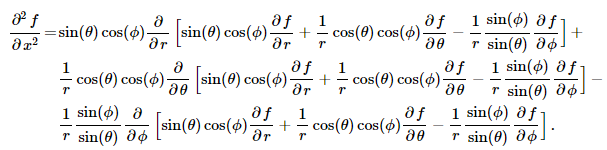 ∂²f/∂x² = sin(θ) cos(ϕ) ∂/∂r [sin(θ) cos(ϕ) ∂f/∂r + 1/r cos(θ) cos(ϕ) ∂f/∂θ − 1/r sin(ϕ)/sin(θ) ∂f/∂ϕ] +
1/r cos(θ) cos(ϕ) ∂/∂θ [sin(θ) cos(ϕ) ∂f/∂r + 1/r cos(θ) cos(ϕ) ∂f/∂θ − 1/r sin(ϕ)/sin(θ) ∂f/∂ϕ] −
1/r sin(ϕ)/sin(θ) ∂/∂ϕ [sin(θ) cos(ϕ) ∂f/∂r + 1/r cos(θ) cos(ϕ) ∂f/∂θ − 1/r sin(ϕ)/sin(θ) ∂f/∂ϕ] .